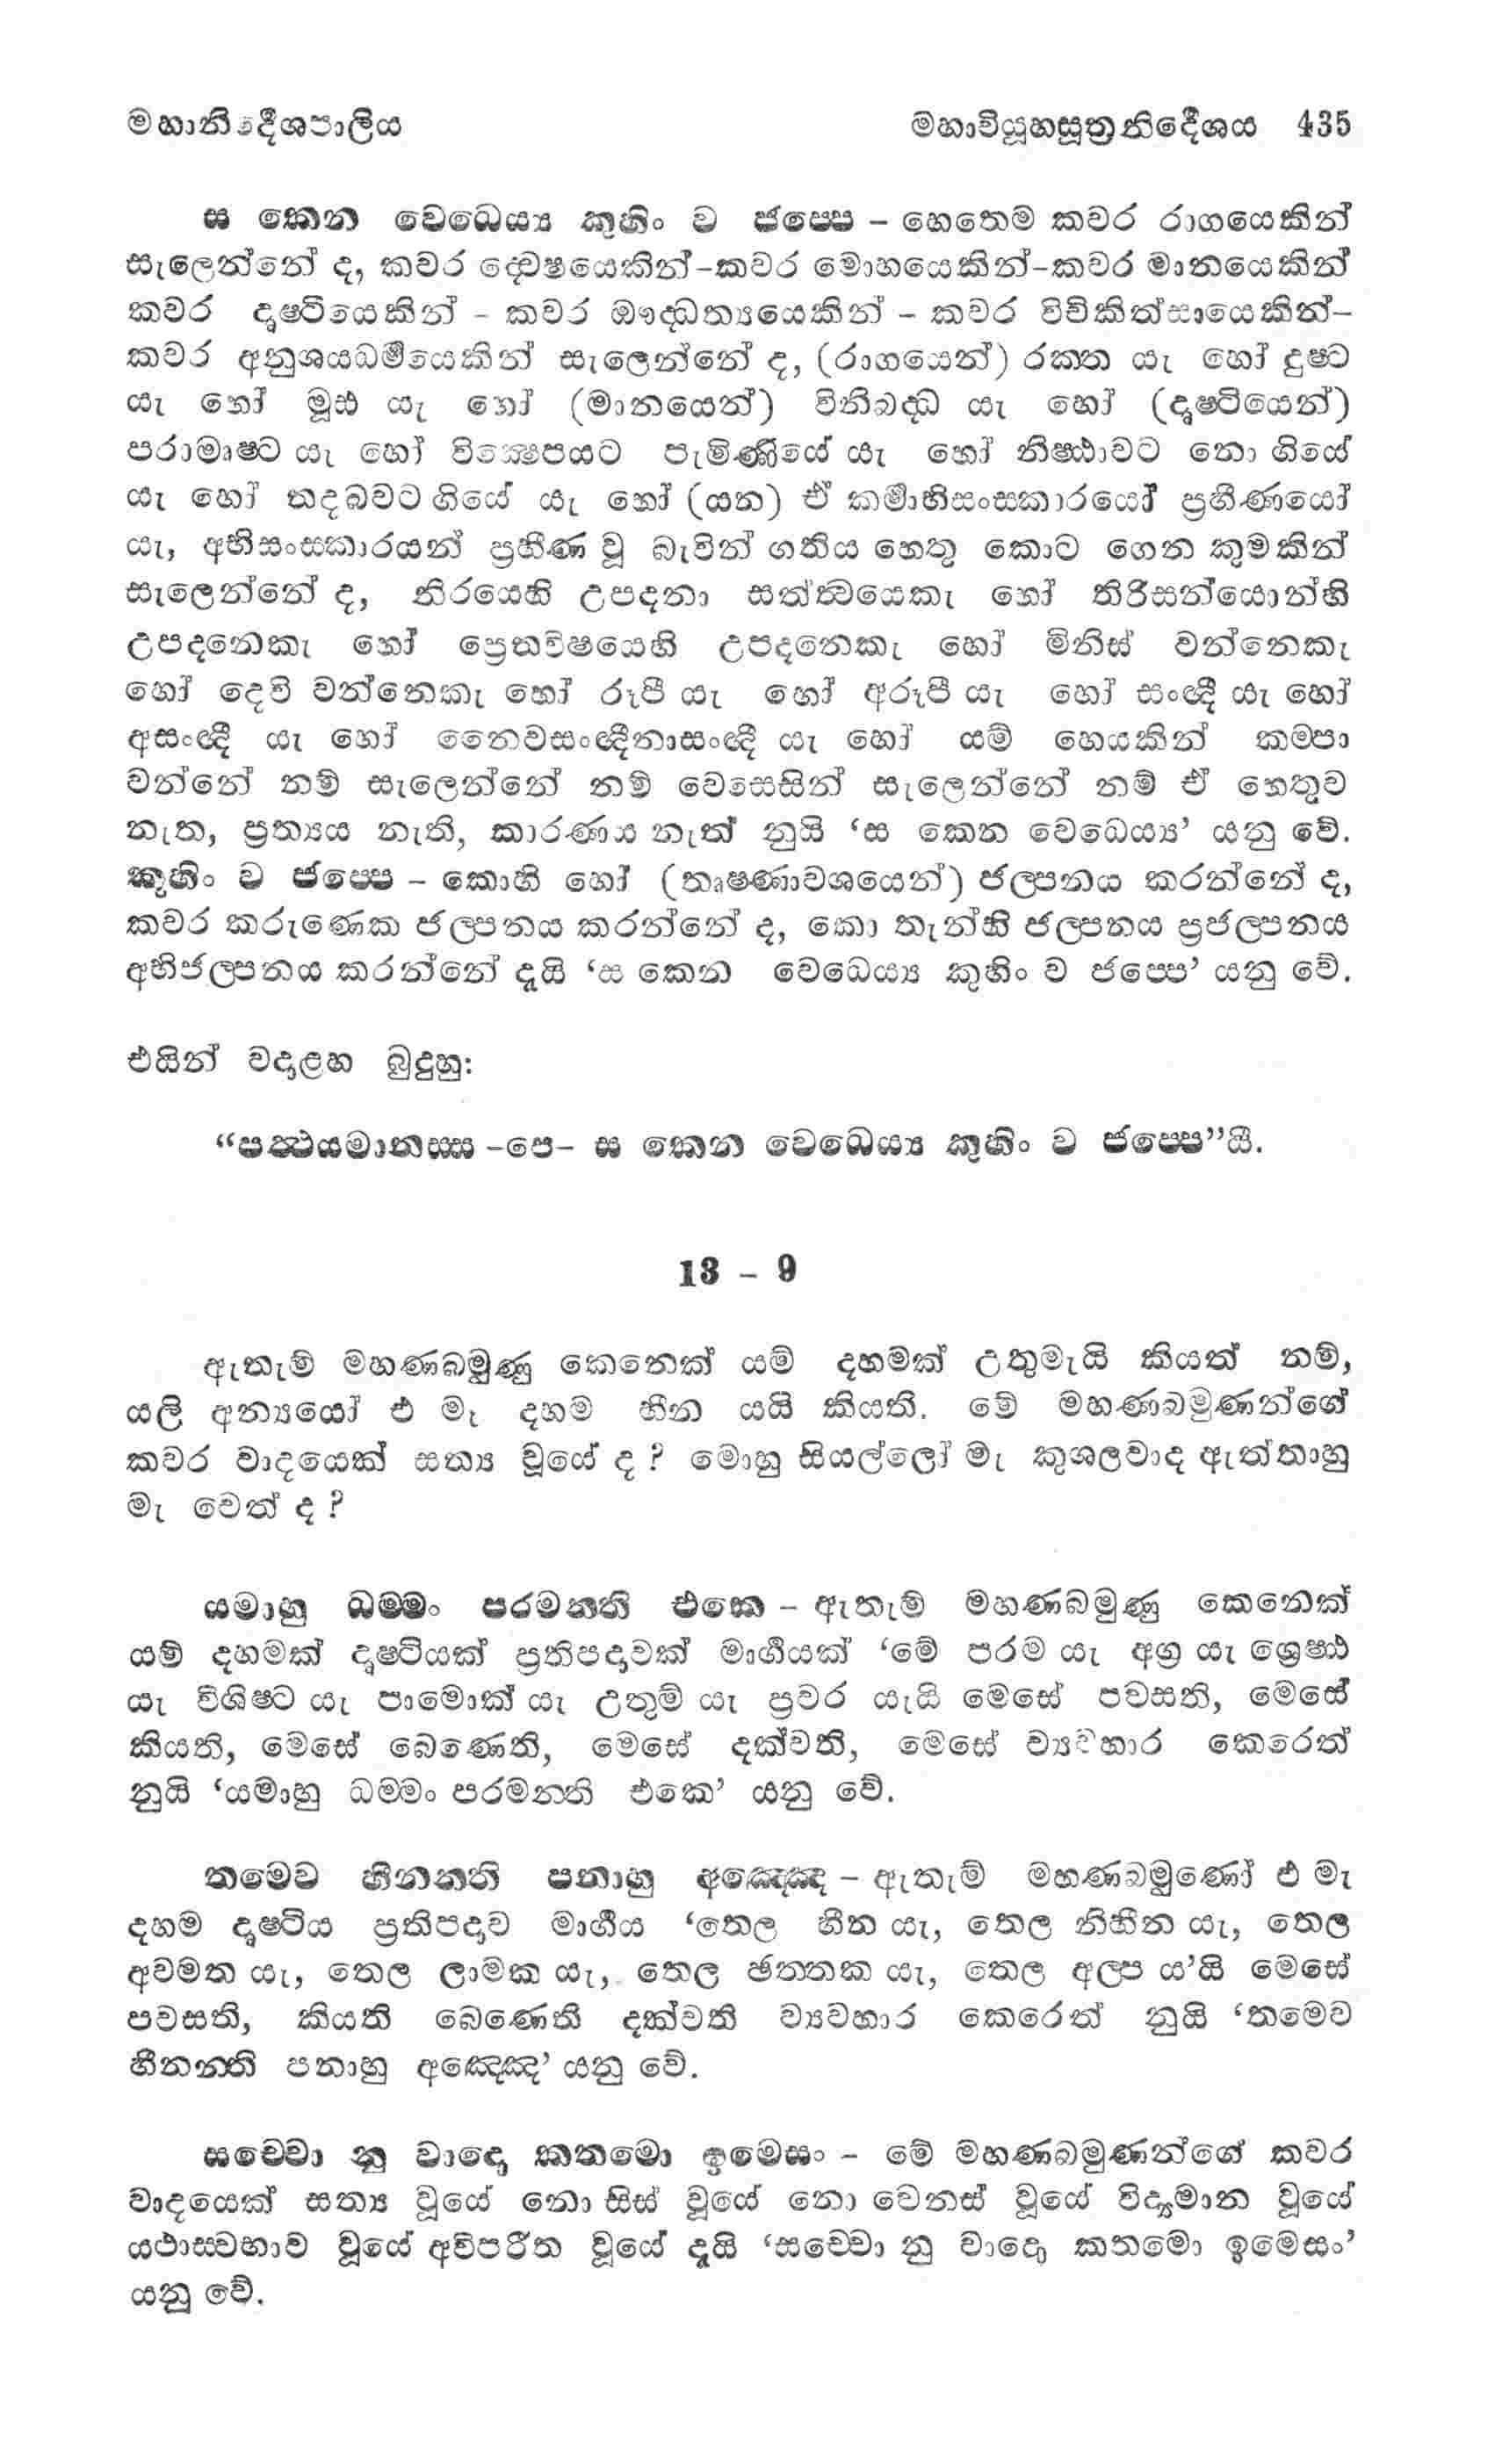 මහානිද්දේශපාලිය මහාවියූහසූත්‍රනිර්දේශය 435
ස කෙන වෙධෙය්‍ය කුහිං ව ජප්පෙ – හෙතෙම කවර රාගයෙකින්
සැලෙන්නේ ද, කවර ද්වේෂයෙකින්-කවර මොහයෙකින්-කවර මානයෙකින්
කවර දෘෂ්ටියෙකින් - කවර ඖද්ධත්‍යයෙකින් - කවර විචිකිත්සායෙකින්-
කවර අනුශයධර්මයෙකින් සැලෙන්නේ ද, (රාගයෙන්) රක්ත යැ හෝ දුෂ්ට
යැ හෝ මූඪ යැ හෝ (මානයෙන්) විනිබද්ධ යැ හෝ (දෘෂ්ටියෙන්)
පරාමෘෂ්ට යැ හෝ වික්‍ෂෙපයට පැමිණියේ යැ හෝ නිෂ්ඨාවට නො ගියේ
යැ හෝ තදබවට ගියේ යැ හෝ (යන) ඒ කර්මාභිසංස්කාරයෝ ප්‍රහීණයෝ
යැ, අභිසංස්කාරයන් ප්‍රහීණ වූ බැවින් ගතිය හෙතු කොට ගෙන කුමකින්
සැලෙන්නේ ද, නිරයෙහි උපදනා සත්ත්වයෙකැ හෝ තිරිසන්යොන්හි
උපදනෙකැ හෝ ප්‍රෙතවිෂයෙහි උපදනෙකැ හෝ මිනිස් වන්නෙකැ
හෝ දෙවි වන්නෙකැ හෝ රූපී යැ හෝ අරූපී යැ හෝ සංඥී යැ හෝ
අසංඥී යැ හෝ නෛවසංඥීනාසංඥී යැ හෝ යම් හෙයකින් කම්පා
වන්නේ නම් සැලෙන්නේ නම් වෙසෙසින් සැලෙන්නේ නම් ඒ හෙතුව
නැත, ප්‍රත්‍යය නැති, කාරණය නැත් නුයි ‘ස කෙන වෙධෙය්‍ය’ යනු වේ.
කුහිං ව ජප්පෙ – කොහි හෝ (තෘෂ්ණාවශයෙන්) ජල්පනය කරන්නේ ද,
කවර කරුණෙක ජල්පනය කරන්නේ ද, කො තැන්හි ජල්පනය ප්‍රජල්පනය
අභිජල්පනය කරන්නේ දැයි ‘ස කෙන වෙධෙය්‍ය කුහිං ව ජප්පෙ’ යනු වේ.
එයින් වදාළහ බුදුහු:
“පත්ථයමානස්ස –පෙ– ස කෙන වෙධෙය්‍ය කුහිං ව ජප්පෙ”යී.
13 – 9
ඇතැම් මහණබමුණු කෙනෙක් යම් දහමක් උතුමැයි කියත් නම්,
යලි අන්‍යයෝ එ මැ දහම හීන යයි කියති. මේ මහණබමුණන්ගේ
කවර වාදයෙක් සත්‍ය වූයේ ද? මොහු සියල්ලෝ මැ කුශලවාද ඇත්තාහු
මැ වෙත් ද?
යමාහු ධම්මං පරමන්ති එකෙ – ඇතැම් මහණබමුණු කෙනෙක්
යම් දහමක් දෘෂ්ටියක් ප්‍රතිපදාවක් මාර්ගයක් ‘මේ පරම යැ අග්‍ර යැ ශ්‍රෙෂ්ඨ
යැ විශිෂ්ට යැ පාමොක් යැ උතුම් යැ ප්‍රවර යැයි මෙසේ පවසති, මෙසේ
කියති, මෙසේ බෙණෙති, මෙසේ දක්වති, මෙසේ ව්‍යවහාර කෙරෙත්
නුයි ‘යමාහු ධම්මං පරමන්ති එකෙ’ යනු වේ.
තමෙව හීනන්ති පනාහු අඤ්ඤෙ – ඇතැම් මහණබමුණෝ එ මැ
දහම දෘෂ්ටිය ප්‍රතිපදාව මාර්ගය ‘තෙල හීන යැ, තෙල නිහීන යැ, තෙල
අවමත යැ, තෙල ලාමක යැ, තෙල ඡත්තක යැ, තෙල අල්ප ය’යි මෙසේ
පවසති, කියති බෙණෙති දක්වති ව්‍යවහාර කෙරෙත් නුයි ‘තමෙව
හීනන්ති පනාහු අඤ්ඤෙ’ යනු වේ.
සච්චො නු වාදො කතමො ඉමෙසං – මේ මහණබමුණන්ගේ කවර
වාදයෙක් සත්‍ය වූයේ නො සිස් වූයේ නො වෙනස් වූයේ විද්‍යමාන වූයේ
යථාස්වභාව වූයේ අවිපරීත වූයේ දැයි ‘සච්චො නු වාදො කතමො ඉමෙසං’
යනු වේ.